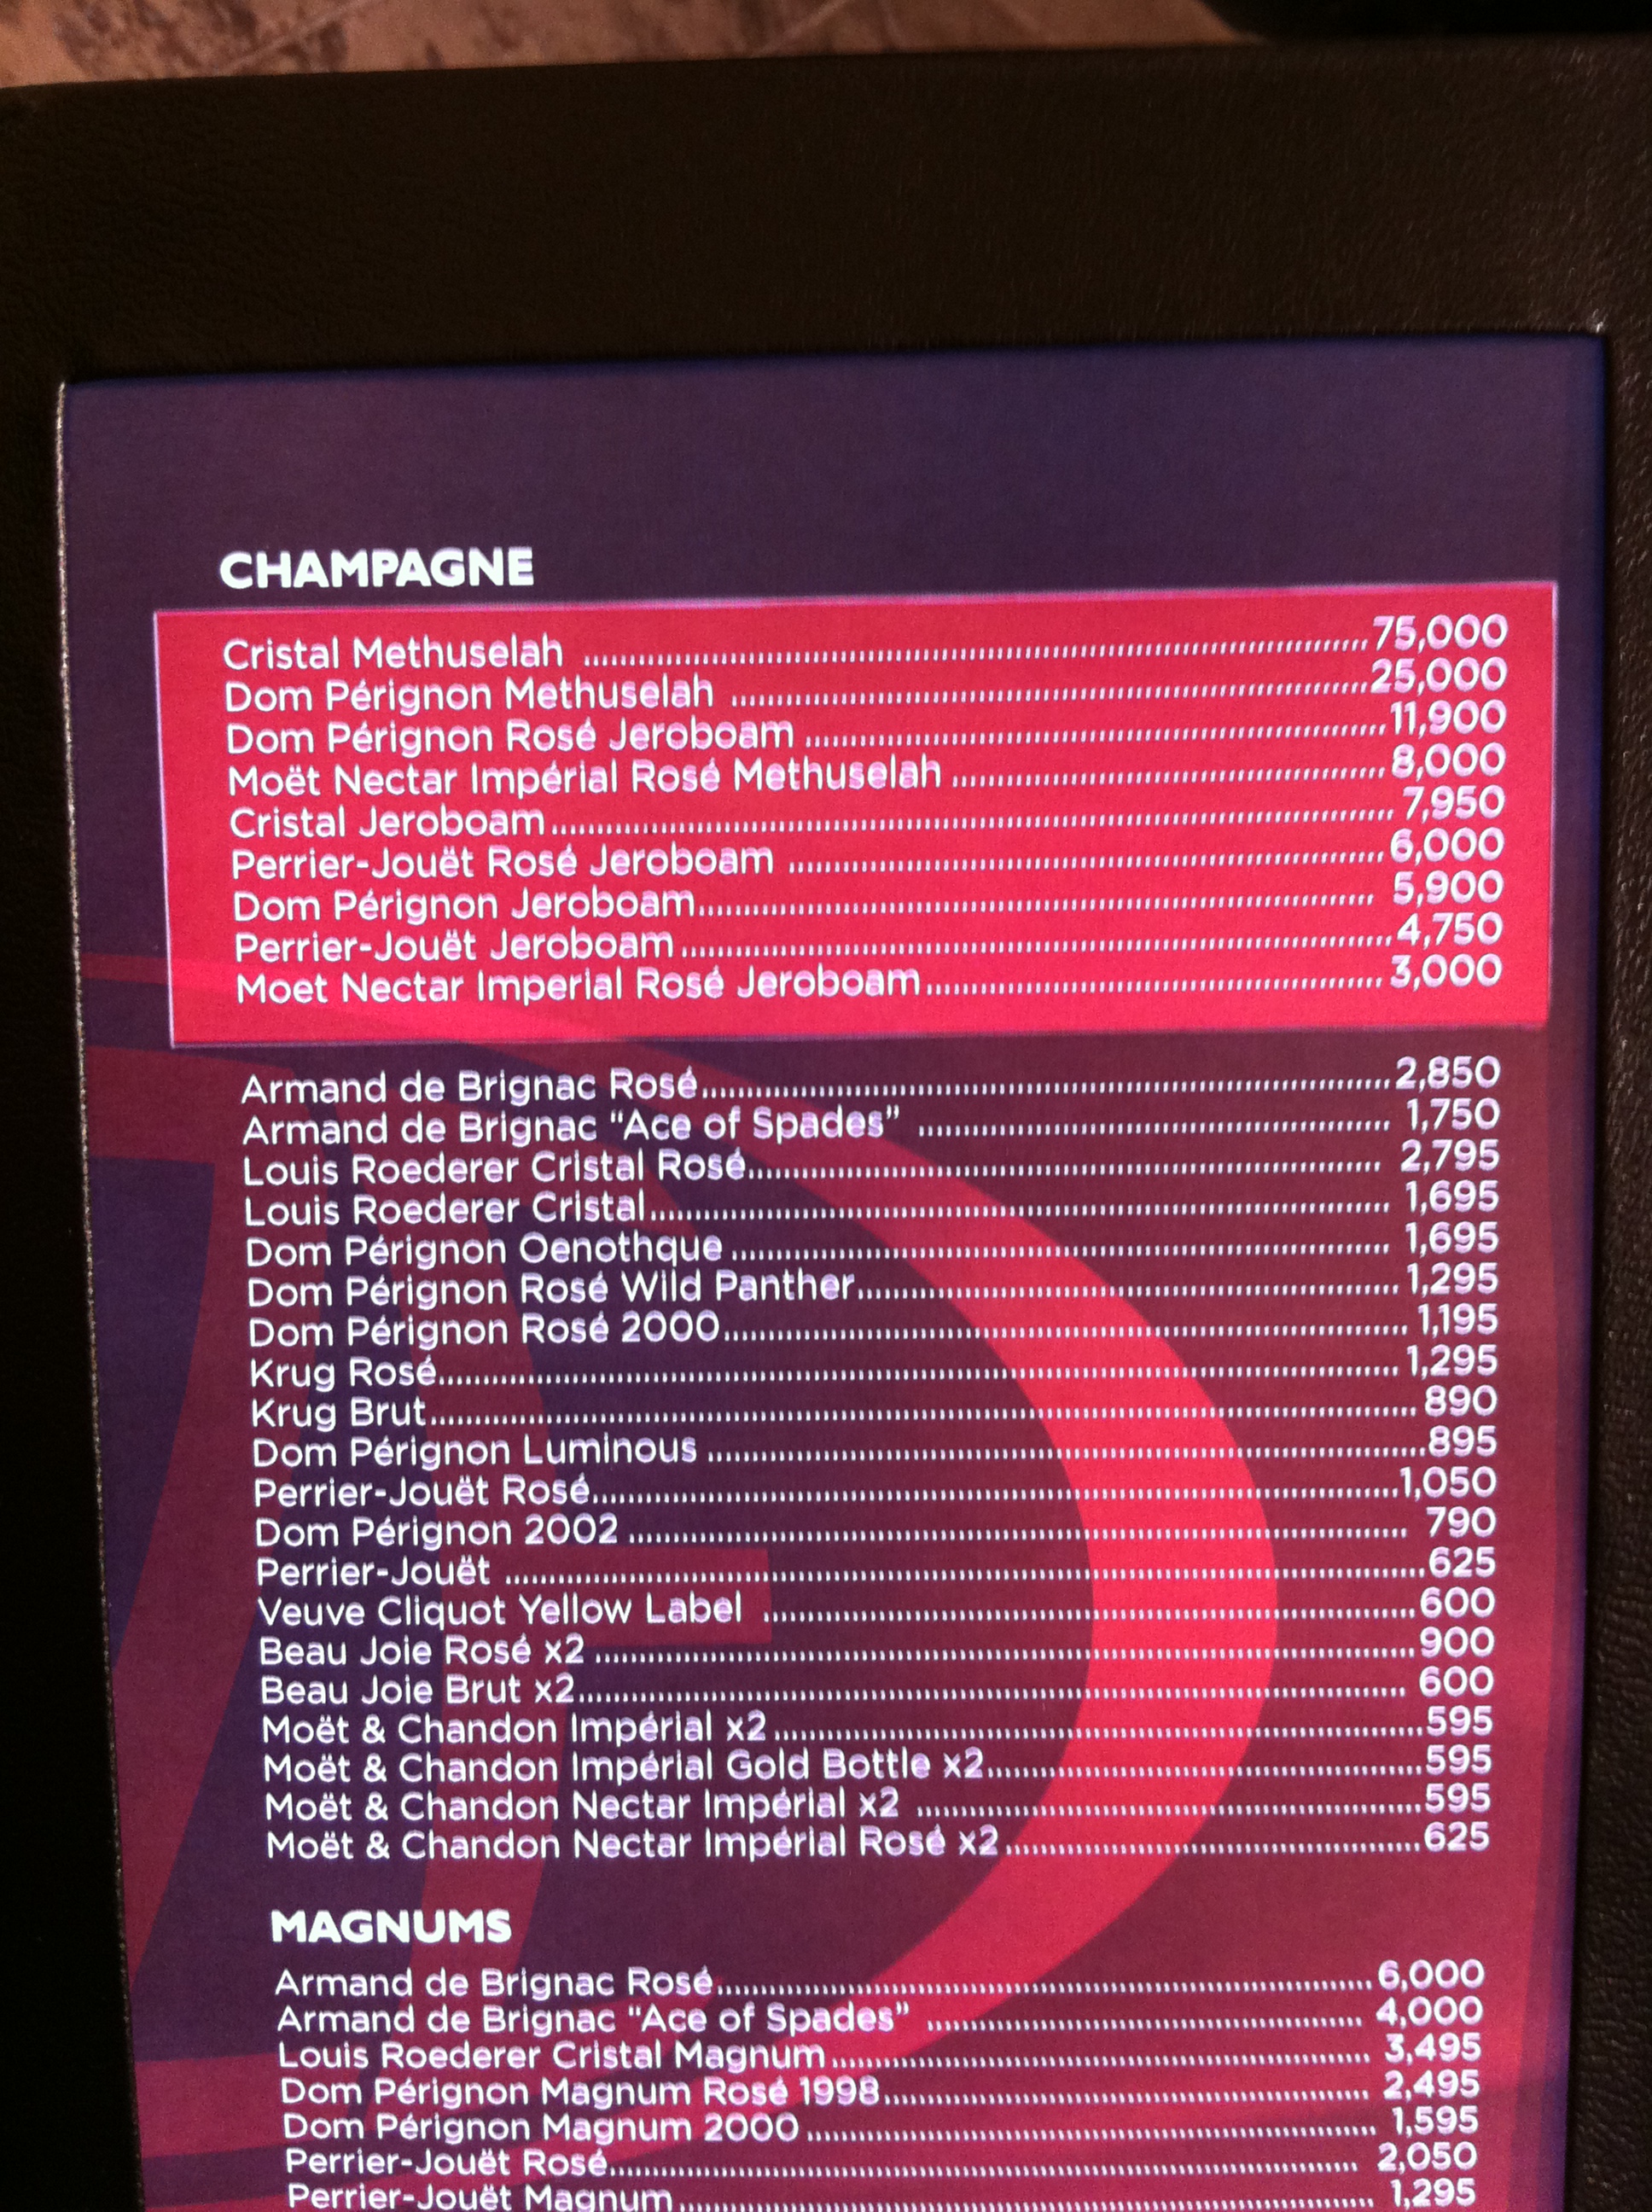 CHAMPAGNE
Cristal Methuselah 75,000
Dom Pérignon Methuselah 25,000
Dom Pérignon Rosé Jeroboam 11,900
Moët Nectar Impérial Rosé Methuselah 8,000
Cristal Jeroboam 7,950
Perrier-Jouët Rosé Jeroboam 6,000
Dom Pérignon Jeroboam 5,900
Perrier-Jouët Jeroboam 4,750
Moet Nectar Imperial Rosé Jeroboam 3,000
Armand de Brignac Rosé 2,850
Armand de Brignac "Ace of Spades" 1,750
Louis Roederer Cristal Rosé 2,795
Louis Roederer Cristal 1,695
Dom Pérignon Oenothque 1,695
Dom Pérignon Rosé Wild Panther 1,295
Dom Pérignon Rosé 2000 1,195
Krug Rosé 1,295
Krug Brut 890
Dom Pérignon Luminous 895
Perrier-Jouët Rosé 1,050
Dom Pérignon 2002 790
Perrier-Jouët 625
Veuve Cliquot Yellow Label 600
Beau Joie Rosé x2 900
Beau Joie Brut x2 600
Moët & Chandon Impérial x2 595
Moët & Chandon Impérial Gold Bottle x2 595
Moët & Chandon Nectar Impérial x2 595
Moët & Chandon Nectar Impérial Rosé x2 625
MAGNUMS
Armand de Brignac Rosé 6,000
Armand de Brignac "Ace of Spades" 4,000
Louis Roederer Cristal Magnum 3,495
Dom Pérignon Magnum Rosé 1998 2,495
Dom Pérignon Magnum 2000 1,595
Perrier-Jouët Rosé 2,050
Perrier-Jouët Magnum 1,295